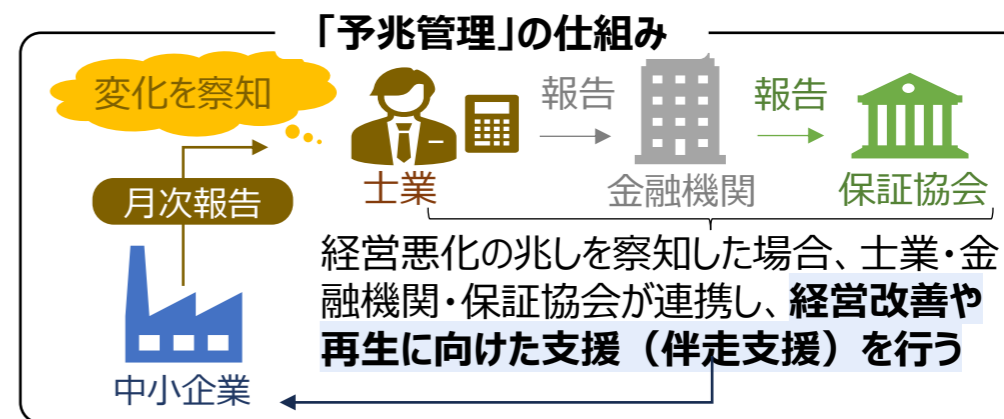 「予兆管理」の仕組み
変化を察知
報告
報告
月次報告
士業
金融機関
保証協会
経営悪化の兆しを察知した場合、士業・金
融機関・保証協会が連携し、経営改善や
再生に向けた支援（伴走支援）を行う
中小企業